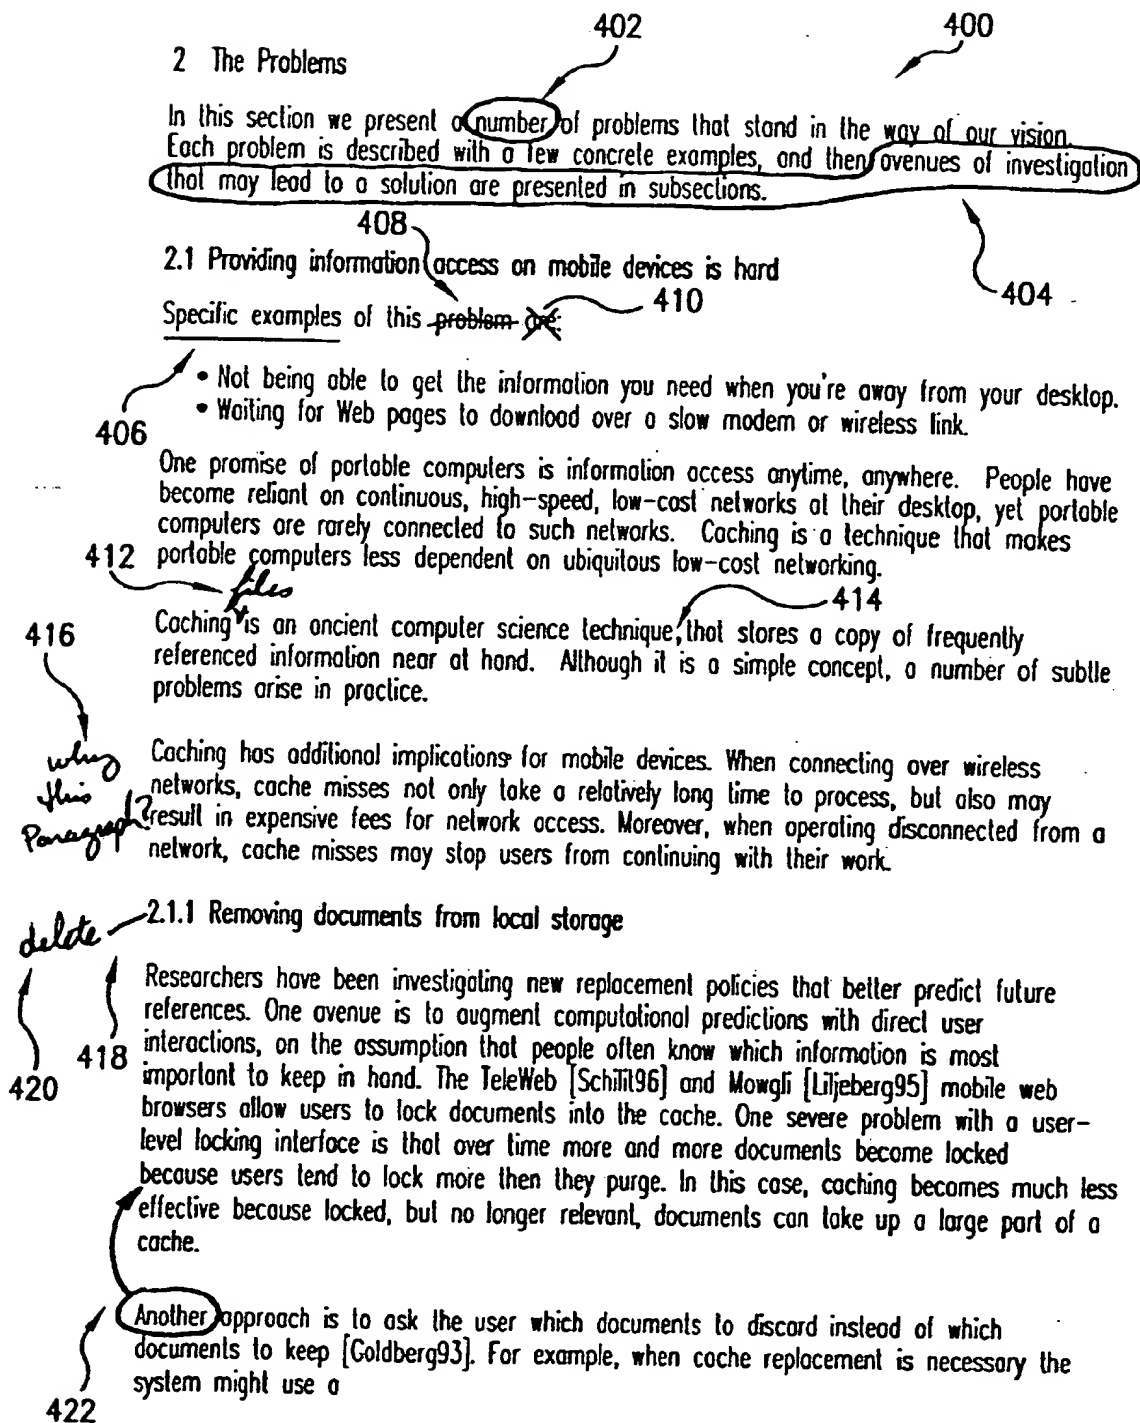 402
400
2 The Problems
In this section we present a number of problems that stand in the way of our vision.
Each problem is described with a few concrete examples, and then avenues of investigation
that may lead to a solution are presented in subsections.
408
404
2.1 Providing information access on mobile devices is hard
410
Specific examples of this problem are:
• Not being able to get the information you need when you're away from your desktop.
• Waiting for Web pages to download over a slow modem or wireless link.
406
One promise of portable computers is information access anytime, anywhere. People have
become reliant on continuous, high-speed, low-cost networks at their desktop, yet portable
computers are rarely connected to such networks. Caching is a technique that makes
portable computers less dependent on ubiquitous low-cost networking.
412
files
414
416
Caching is an ancient computer science technique, that stores a copy of frequently
referenced information near at hand. Although it is a simple concept, a number of subtle
problems arise in practice.
why
this
Paragraph?
Caching has additional implications for mobile devices. When connecting over wireless
networks, cache misses not only take a relatively long time to process, but also may
result in expensive fees for network access. Moreover, when operating disconnected from a
network, cache misses may stop users from continuing with their work.
delete
2.1.1 Removing documents from local storage
420
418
Researchers have been investigating new replacement policies that better predict future
references. One avenue is to augment computational predictions with direct user
interactions, on the assumption that people often know which information is most
important to keep in hand. The TeleWeb [Schilit96] and Mowgli [Liljeberg95] mobile web
browsers allow users to lock documents into the cache. One severe problem with a user-
level locking interface is that over time more and more documents become locked
because users tend to lock more then they purge. In this case, caching becomes much less
effective because locked, but no longer relevant, documents can take up a large part of a
cache.
Another approach is to ask the user which documents to discard instead of which
documents to keep [Goldberg93]. For example, when cache replacement is necessary the
system might use a
422